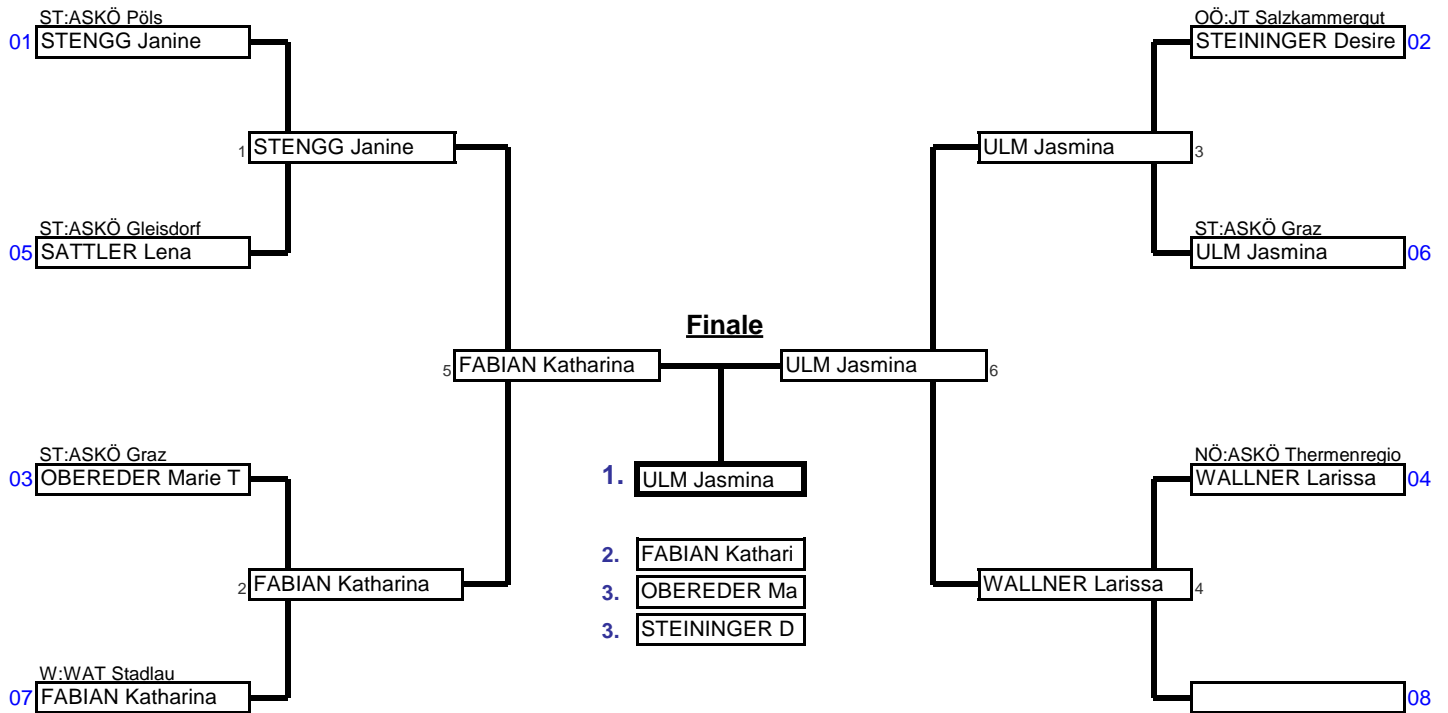 ST:ASKÖ Pöls
01 STENGG Janine
OÖ:JT Salzkammergut
STEININGER Desire 02
1 STENGG Janine
ULM Jasmina 3
ST:ASKÖ Gleisdorf
05 SATTLER Lena
ST:ASKÖ Graz
ULM Jasmina 06
Finale
5 FABIAN Katharina
ULM Jasmina 6
ST:ASKÖ Graz
03 OBEREDER Marie T
1. ULM Jasmina
NÖ:ASKÖ Thermenregio
WALLNER Larissa 04
2. FABIAN Kathari
2 FABIAN Katharina
WALLNER Larissa 4
3. OBEREDER Ma
3. STEININGER D
W:WAT Stadlau
07 FABIAN Katharina
08